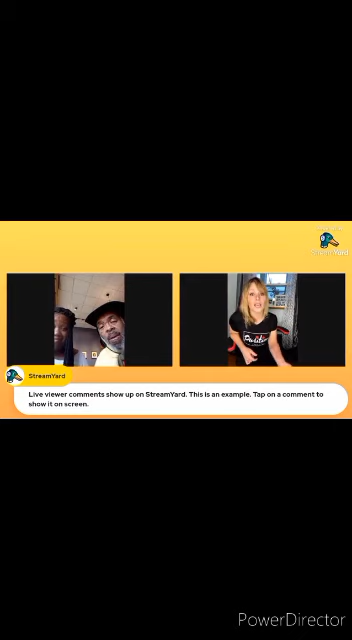 StreamYard
StreamYard
Live viewer comments show up on StreamYard. This is an example. Tap on a comment to
show it on screen.
PowerDirector